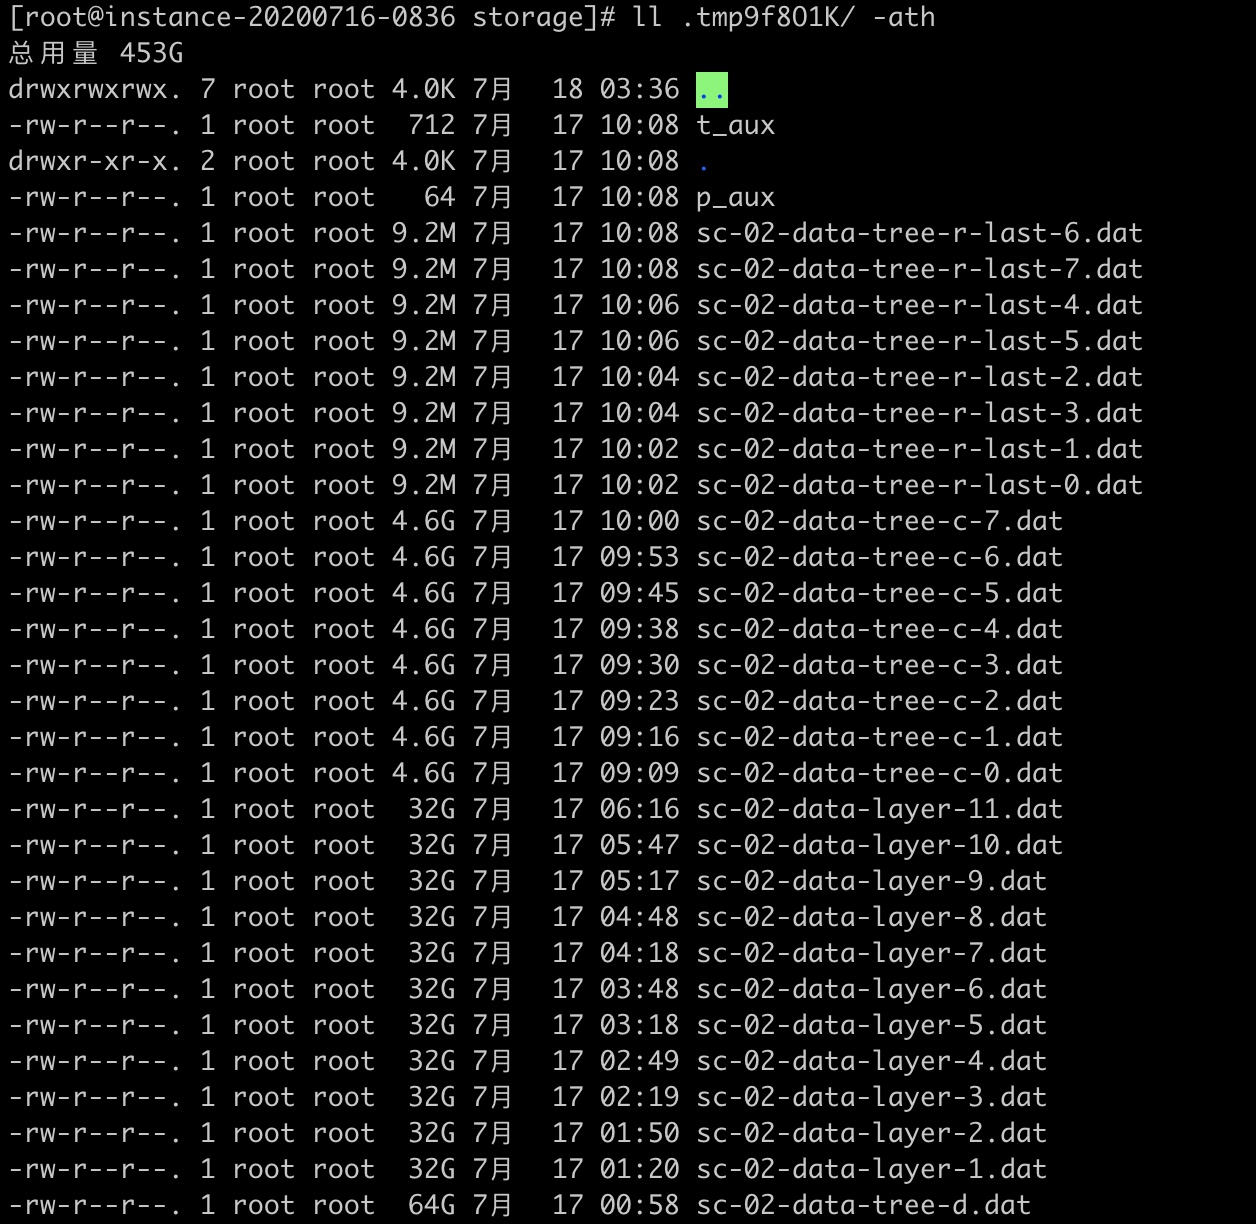 [root@instance-20200716-0836 storage]# ll .tmp9f8O1K/ -ath
总用量 453G
drwxrwxrwx. 7 root root 4.0K 7月  18 03:36 ..
-rw-r--r--. 1 root root  712 7月  17 10:08 t_aux
drwxr-xr-x. 2 root root 4.0K 7月  17 10:08 .
-rw-r--r--. 1 root root   64 7月  17 10:08 p_aux
-rw-r--r--. 1 root root 9.2M 7月  17 10:08 sc-02-data-tree-r-last-6.dat
-rw-r--r--. 1 root root 9.2M 7月  17 10:08 sc-02-data-tree-r-last-7.dat
-rw-r--r--. 1 root root 9.2M 7月  17 10:06 sc-02-data-tree-r-last-4.dat
-rw-r--r--. 1 root root 9.2M 7月  17 10:06 sc-02-data-tree-r-last-5.dat
-rw-r--r--. 1 root root 9.2M 7月  17 10:04 sc-02-data-tree-r-last-2.dat
-rw-r--r--. 1 root root 9.2M 7月  17 10:04 sc-02-data-tree-r-last-3.dat
-rw-r--r--. 1 root root 9.2M 7月  17 10:02 sc-02-data-tree-r-last-1.dat
-rw-r--r--. 1 root root 9.2M 7月  17 10:02 sc-02-data-tree-r-last-0.dat
-rw-r--r--. 1 root root 4.6G 7月  17 10:00 sc-02-data-tree-c-7.dat
-rw-r--r--. 1 root root 4.6G 7月  17 09:53 sc-02-data-tree-c-6.dat
-rw-r--r--. 1 root root 4.6G 7月  17 09:45 sc-02-data-tree-c-5.dat
-rw-r--r--. 1 root root 4.6G 7月  17 09:38 sc-02-data-tree-c-4.dat
-rw-r--r--. 1 root root 4.6G 7月  17 09:30 sc-02-data-tree-c-3.dat
-rw-r--r--. 1 root root 4.6G 7月  17 09:23 sc-02-data-tree-c-2.dat
-rw-r--r--. 1 root root 4.6G 7月  17 09:16 sc-02-data-tree-c-1.dat
-rw-r--r--. 1 root root 4.6G 7月  17 09:09 sc-02-data-tree-c-0.dat
-rw-r--r--. 1 root root  32G 7月  17 06:16 sc-02-data-layer-11.dat
-rw-r--r--. 1 root root  32G 7月  17 05:47 sc-02-data-layer-10.dat
-rw-r--r--. 1 root root  32G 7月  17 05:17 sc-02-data-layer-9.dat
-rw-r--r--. 1 root root  32G 7月  17 04:48 sc-02-data-layer-8.dat
-rw-r--r--. 1 root root  32G 7月  17 04:18 sc-02-data-layer-7.dat
-rw-r--r--. 1 root root  32G 7月  17 03:48 sc-02-data-layer-6.dat
-rw-r--r--. 1 root root  32G 7月  17 03:18 sc-02-data-layer-5.dat
-rw-r--r--. 1 root root  32G 7月  17 02:49 sc-02-data-layer-4.dat
-rw-r--r--. 1 root root  32G 7月  17 02:19 sc-02-data-layer-3.dat
-rw-r--r--. 1 root root  32G 7月  17 01:50 sc-02-data-layer-2.dat
-rw-r--r--. 1 root root  32G 7月  17 01:20 sc-02-data-layer-1.dat
-rw-r--r--. 1 root root  64G 7月  17 00:58 sc-02-data-tree-d.dat